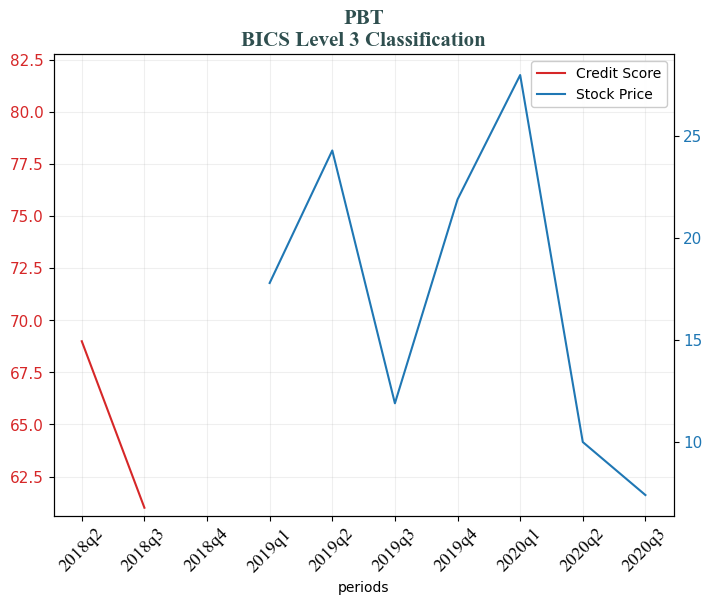 PBT
BICS Level 3 Classification
Credit Score
Stock Price
82.5
80.0
77.5
75.0
72.5
70.0
67.5
65.0
62.5
25
20
15
10
2018q2
2018q3
2018q4
2019q1
2019q2
2019q3
2019q4
2020q1
2020q2
2020q3
periods